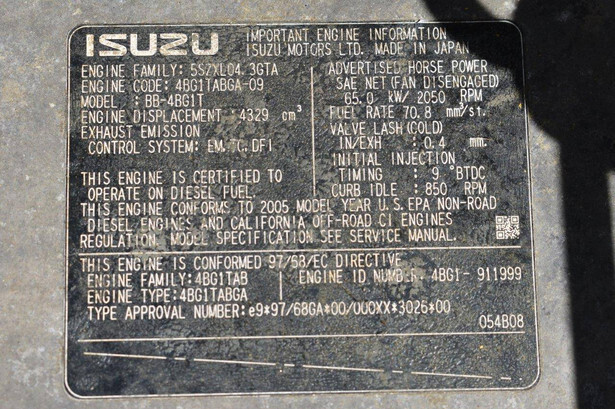 ISUZU
IMPORTANT ENGINE INFORMATION
ISUZU MOTORS LTD. MADE IN JAPAN
ENGINE FAMILY: 5SZXL04.3GTA
ENGINE CODE: 4BG1TABGA-09
MODEL : BB-4BG1T
ENGINE DISPLACEMENT: 4329 cm³
EXHAUST EMISSION
CONTROL SYSTEM: EM,TC,DFI
THIS ENGINE IS CERTIFIED TO
OPERATE ON DIESEL FUEL.
ADVERTISED HORSE POWER
SAE NET (FAN DISENGAGED)
65.0 kW/ 2050 RPM
FUEL RATE 70.8 mm³/st.
VALVE LASH(COLD)
IN/EXH : 0.4 mm.
INITIAL INJECTION
TIMING : 9 °BTDC
CURB IDLE : 850 RPM
THIS ENGINE CONFORMS TO 2005 MODEL YEAR U.S.EPA NON-ROAD
DIESEL ENGINES AND CALIFORNIA OFF-ROAD CI ENGINES
REGULATION. MODEL SPECIFICATION SEE SERVICE MANUAL.
THIS ENGINE IS CONFORMED 97/68/EC DIRECTIVE
ENGINE FAMILY: 4BG1TAB
ENGINE ID NUMBER. 4BG1- 911999
ENGINE TYPE: 4BG1TABGA
TYPE APPROVAL NUMBER: e9*97/68GA*00/000XX*3026*00
054B08